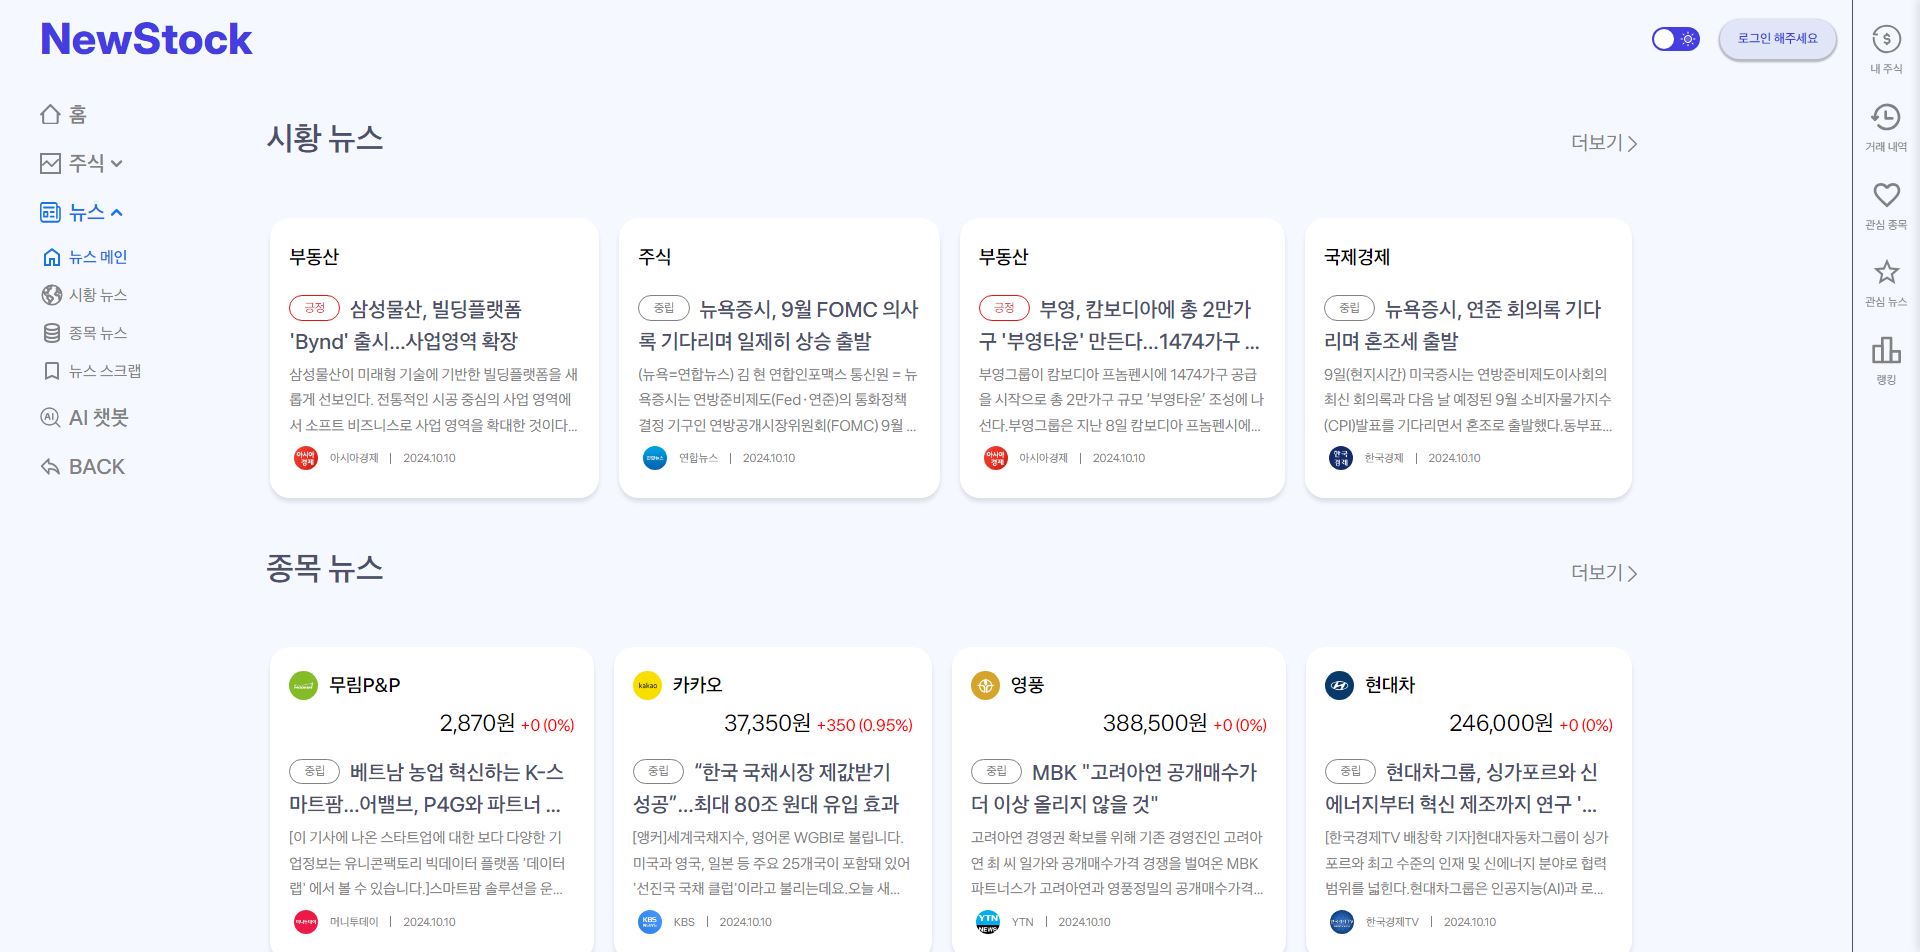 NewStock
로그인 해주세요
홈
주식
뉴스
뉴스 메인
시황 뉴스
종목 뉴스
뉴스 스크랩
AI 챗봇
BACK
시황 뉴스
더보기
부동산
긍정 삼성물산, 빌딩플랫폼
'Bynd' 출시...사업영역 확장
삼성물산이 미래형 기술에 기반한 빌딩플랫폼을 새
롭게 선보인다. 전통적인 시공 중심의 사업 영역에
서 소프트 비즈니스로 사업 영역을 확대한 것이다...
아시아경제 | 2024.10.10
주식
중립 뉴욕증시, 9월 FOMC 의사
록 기다리며 일제히 상승 출발
(뉴욕=연합뉴스) 김 현 연합인포맥스 통신원 = 뉴
욕증시는 연방준비제도(Fed·연준)의 통화정책
결정 기구인 연방공개시장위원회(FOMC) 9월 ...
연합뉴스 | 2024.10.10
부동산
긍정 부영, 캄보디아에 총 2만가
구 '부영타운' 만든다...1474가구 ...
부영그룹이 캄보디아 프놈펜시에 1474가구 공급
을 시작으로 총 2만가구 규모 '부영타운' 조성에 나
선다.부영그룹은 지난 8일 캄보디아 프놈펜시에...
아시아경제 | 2024.10.10
국제경제
중립 뉴욕증시, 연준 회의록 기다
리며 혼조세 출발
9일(현지시간) 미국증시는 연방준비제도이사회의
최신 회의록과 다음 날 예정된 9월 소비자물가지수
(CPI)발표를 기다리면서 혼조로 출발했다.동부표...
한국경제 | 2024.10.10
종목 뉴스
더보기
무림P&P
2,870원 +0 (0%)
중립 베트남 농업 혁신하는 K-스
마트팜...어밸브, P4G와 파트너 ...
[이 기사에 나온 스타트업에 대한 보다 다양한 기
업정보는 유니콘팩토리 빅데이터 플랫폼 '데이터
랩' 에서 볼 수 있습니다.]스마트팜 솔루션을 운...
머니투데이 | 2024.10.10
kakao 카카오
37,350원 +350 (0.95%)
중립 “한국 국채시장 제값받기
성공”...최대 80조 원대 유입 효과
[앵커]세계국채지수, 영어론 WGBI로 불립니다.
미국과 영국, 일본 등 주요 25개국이 포함돼 있어
'선진국 국채 클럽'이라고 불리는데요.오늘 새...
KBS NEWS KBS | 2024.10.10
영풍
388,500원 +0 (0%)
중립 MBK "고려아연 공개매수가
더 이상 올리지 않을 것"
고려아연 경영권 확보를 위해 기존 경영진인 고려아
연 최 씨 일가와 공개매수가격 경쟁을 벌여온 MBK
파트너스가 고려아연과 영풍정밀의 공개매수가격...
YTN NEWS YTN | 2024.10.10
현대차
246,000원 +0 (0%)
중립 현대차그룹, 싱가포르와 신
에너지부터 혁신 제조까지 연구 '...
[한국경제TV 배창학 기자]현대자동차그룹이 싱가
포르와 최고 수준의 인재 및 신에너지 분야로 협력
범위를 넓힌다.현대차그룹은 인공지능(AI)과 로...
한국경제TV | 2024.10.10
내 주식
거래 내역
관심 종목
관심 뉴스
랭킹